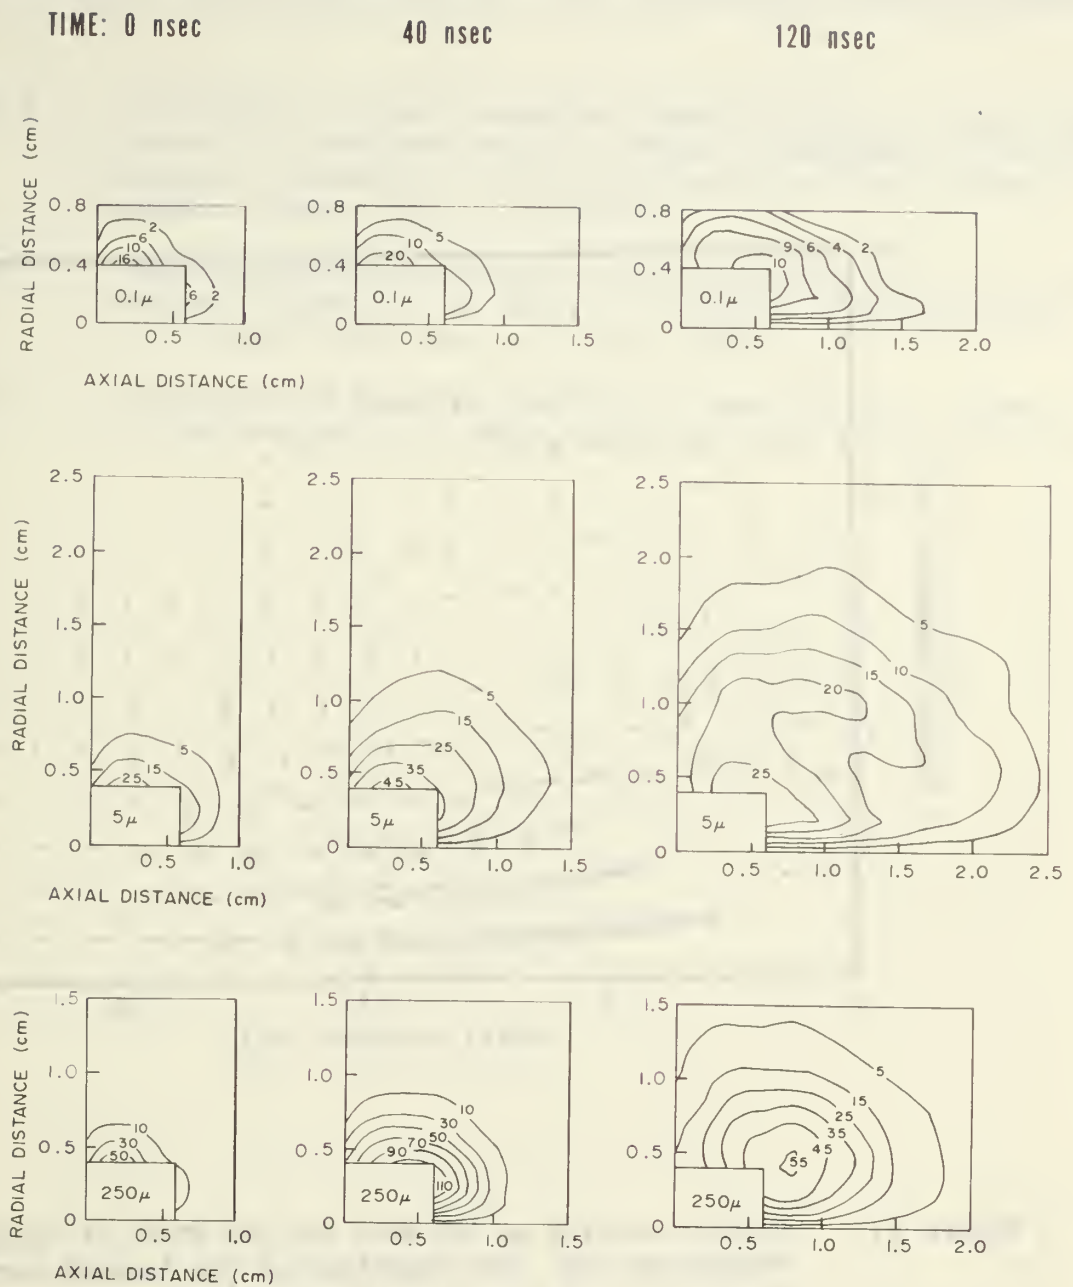 TIME: 0 nsec 40 nsec 120 nsec
RADIAL DISTANCE (cm)
0.8 0.4 0
2 6 10 16 6 2
0.1μ
0.5 1.0
AXIAL DISTANCE (cm)
0.8 0.4 0
5 10 20
0.1μ
0.5 1.0 1.5
0.8 0.4 0
9 6 4 2 10
0.1μ
0.5 1.0 1.5 2.0
RADIAL DISTANCE (cm)
2.5 2.0 1.5 1.0 0.5 0
5 15 25
5μ
0.5 1.0
AXIAL DISTANCE (cm)
2.5 2.0 1.5 1.0 0.5 0
5 15 25 35 45
5μ
0.5 1.0 1.5
2.5 2.0 1.5 1.0 0.5 0
5 10 15 20 25
5μ
0.5 1.0 1.5 2.0 2.5
RADIAL DISTANCE (cm)
1.5 1.0 0.5 0
10 30 50
250μ
0.5 1.0
AXIAL DISTANCE (cm)
1.5 1.0 0.5 0
10 30 50 70 90 110
250μ
0.5 1.0 1.5
1.5 1.0 0.5 0
5 15 25 35 45 55
250μ
0.5 1.0 1.5 2.0